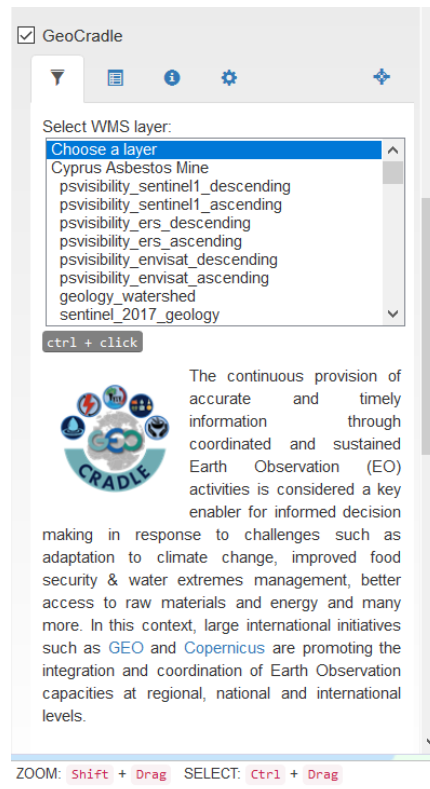 GeoCradle
Select WMS layer:
Choose a layer
Cyprus Asbestos Mine
psvisibility_sentinel1_descending
psvisibility_sentinel1_ascending
psvisibility_ers_descending
psvisibility_ers_ascending
psvisibility_envisat_descending
psvisibility_envisat_ascending
geology_watershed
sentinel_2017_geology
ctrl + click
GEO
CRADLE
The continuous provision of
accurate and timely
information through
coordinated and sustained
Earth Observation (EO)
activities is considered a key
enabler for informed decision
making in response to challenges such as
adaptation to climate change, improved food
security & water extremes management, better
access to raw materials and energy and many
more. In this context, large international initiatives
such as GEO and Copernicus are promoting the
integration and coordination of Earth Observation
capacities at regional, national and international
levels.
ZOOM: Shift + Drag SELECT: Ctrl + Drag